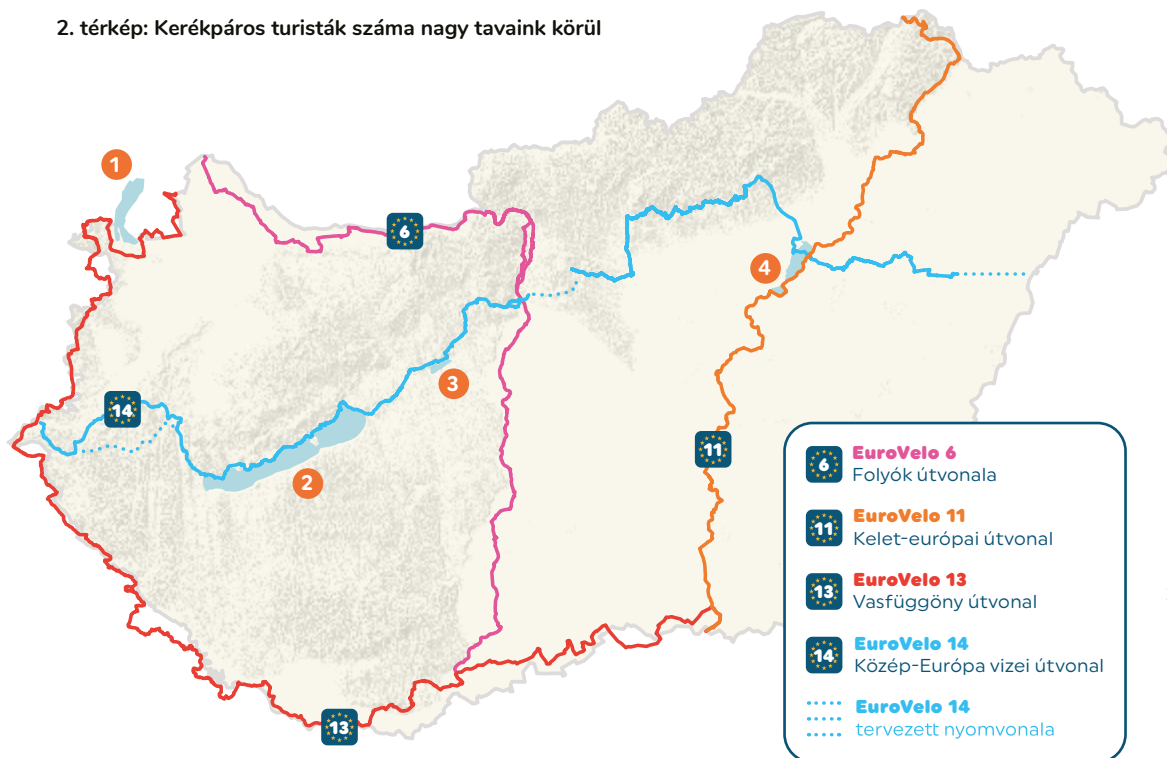 2. térkép: Kerékpáros turisták száma nagy tavaink körül
1
6
4
3
14
2
11
13
6
EuroVelo 6
Folyók útvonala
11
EuroVelo 11
Kelet-európai útvonal
13
EuroVelo 13
Vasfüggöny útvonal
14
EuroVelo 14
Közép-Európa vizei útvonal
EuroVelo 14
tervezett nyomvonala